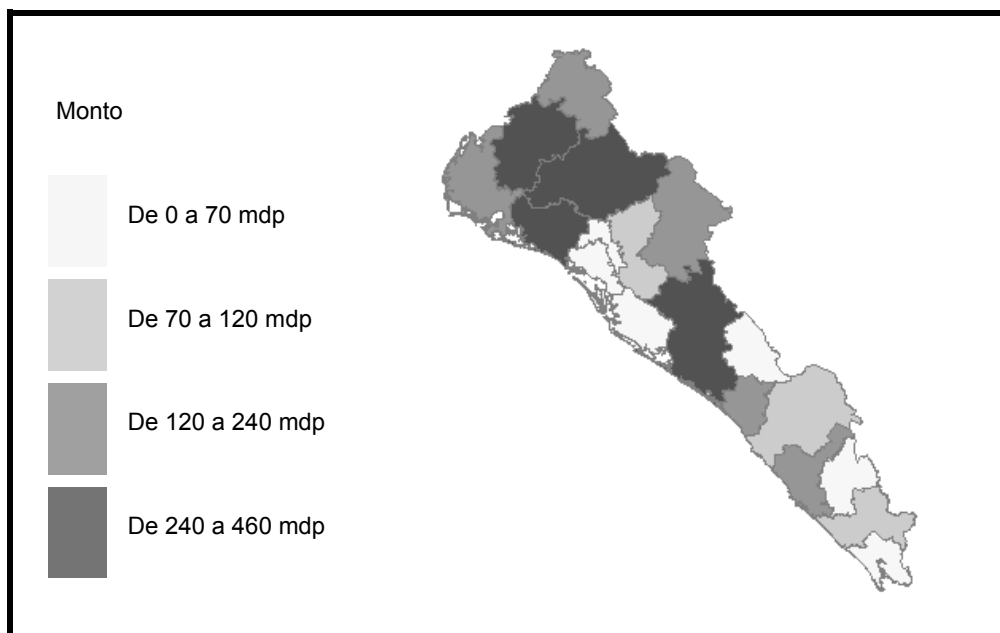 Monto
De 0 a 70 mdp
De 70 a 120 mdp
De 120 a 240 mdp
De 240 a 460 mdp